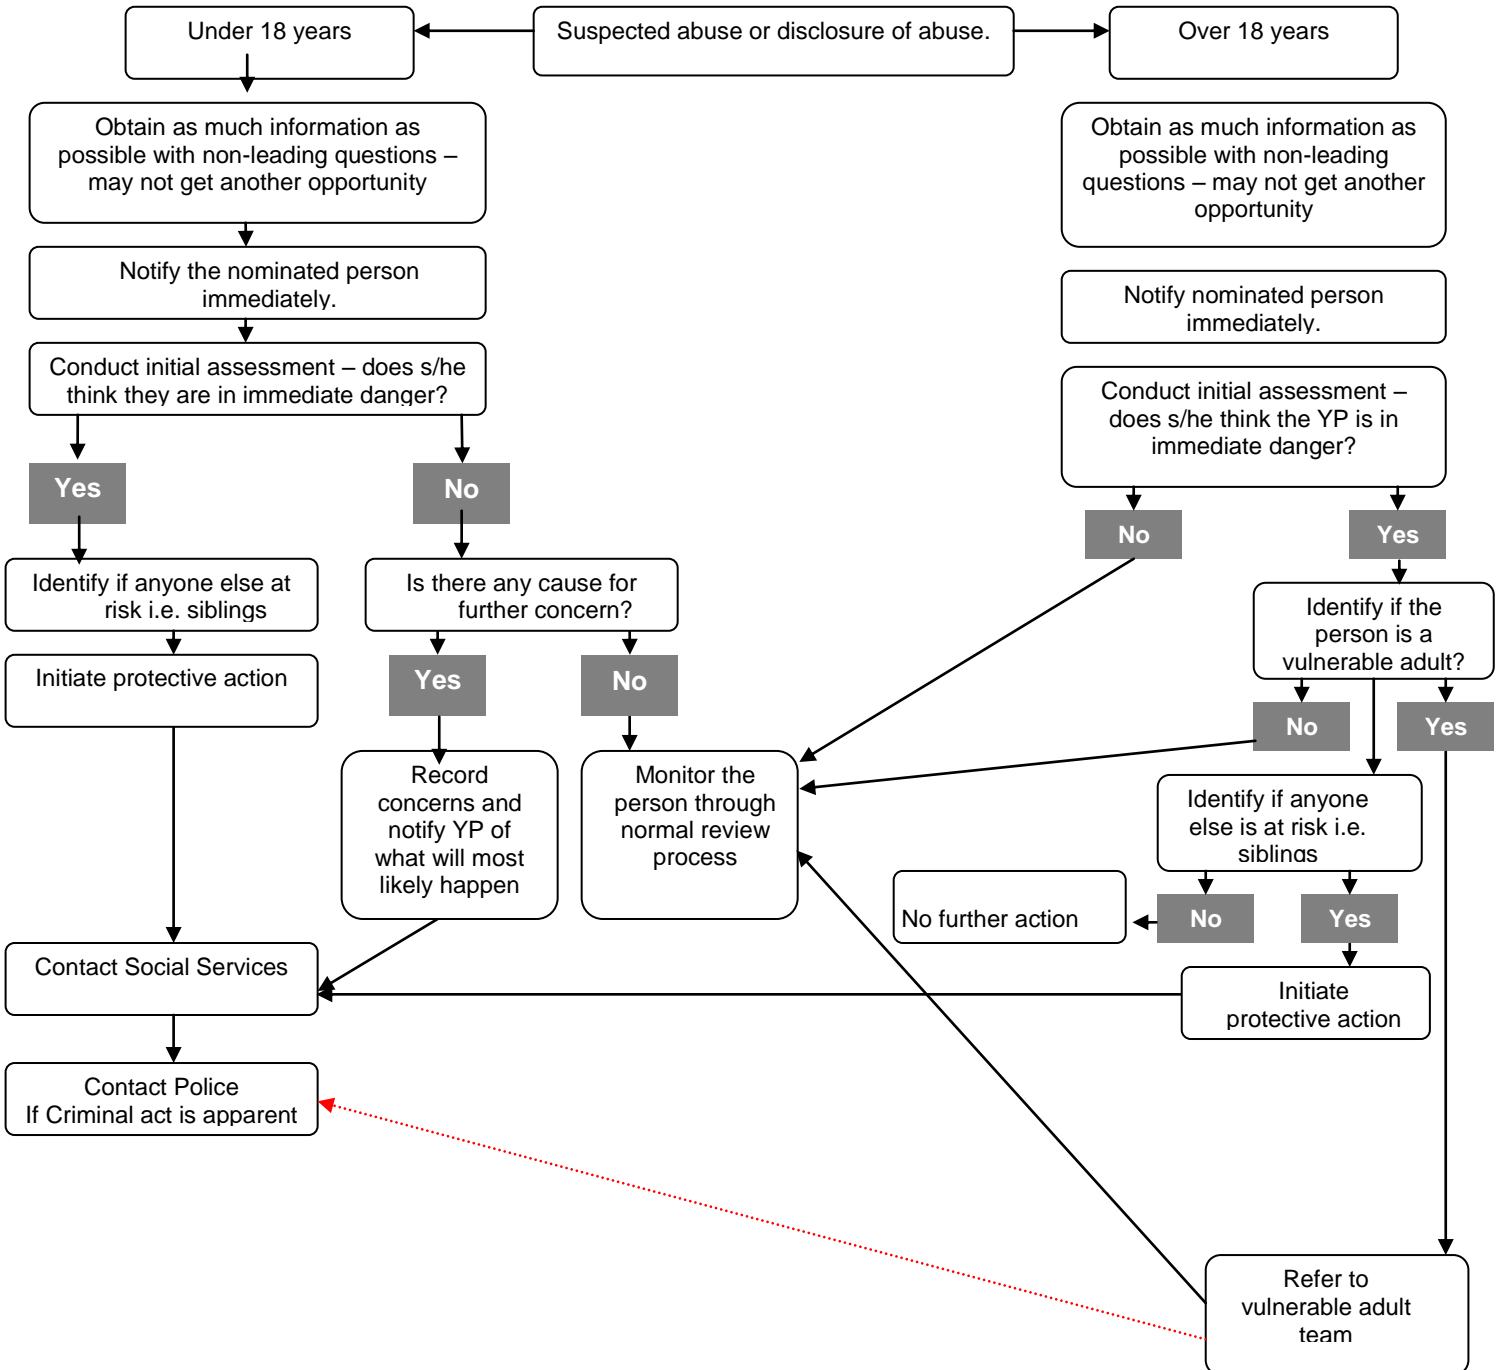 Under 18 years
Suspected abuse or disclosure of abuse.
Over 18 years
Obtain as much information as
possible with non-leading questions –
may not get another opportunity
Notify the nominated person
immediately.
Conduct initial assessment – does s/he
think they are in immediate danger?
Yes
No
Identify if anyone else at
risk i.e. siblings
Is there any cause for
further concern?
Initiate protective action
Yes
No
Record
concerns and
notify YP of
what will most
likely happen
Monitor the
person through
normal review
process
Contact Social Services
Contact Police
If Criminal act is apparent
Obtain as much information as
possible with non-leading
questions – may not get another
opportunity
Notify nominated person
immediately.
Conduct initial assessment –
does s/he think the YP is in
immediate danger?
No
Yes
Identify if the
person is a
vulnerable adult?
No
Yes
Identify if anyone
else is at risk i.e.
siblings
No further action
No
Yes
Initiate
protective action
Refer to
vulnerable adult
team